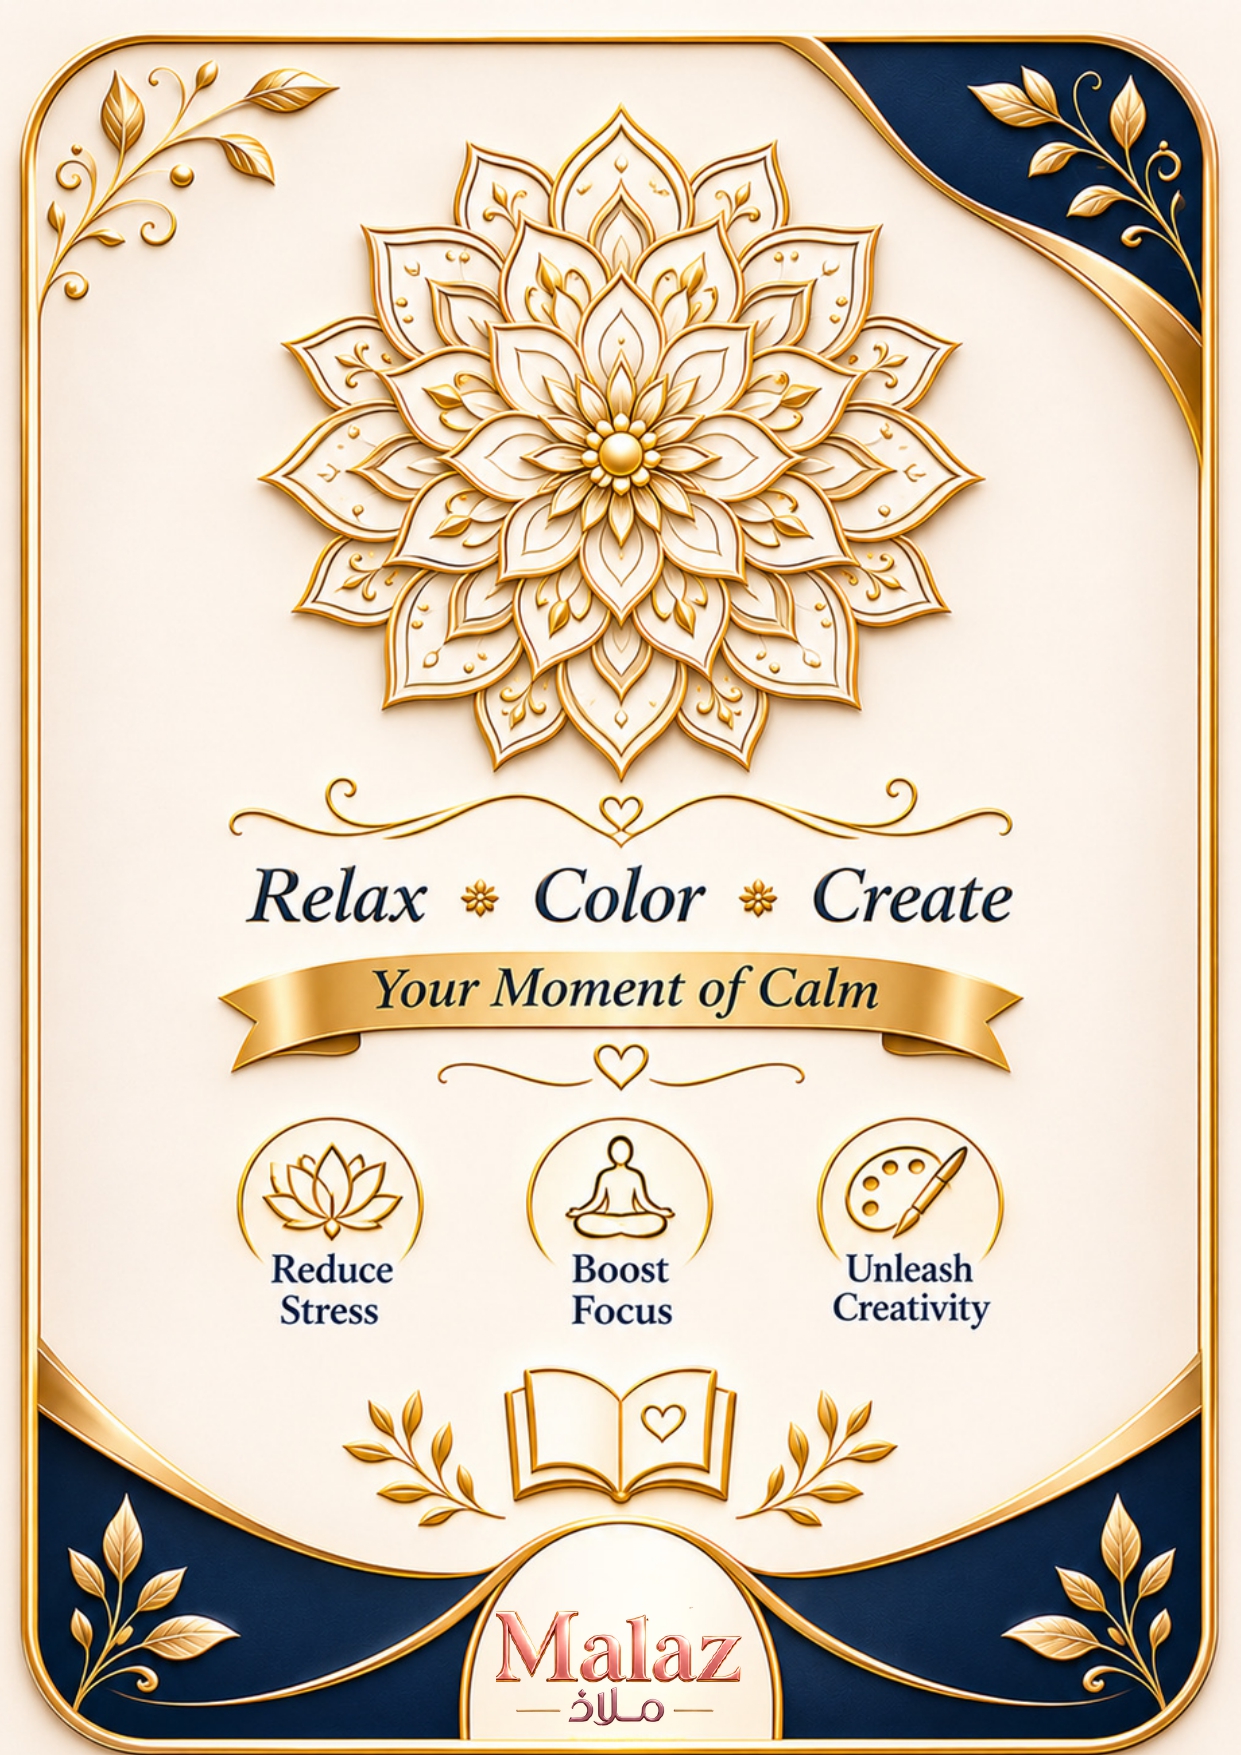 Relax Color Create
Your Moment of Calm
Reduce
Stress
Boost
Focus
Unleash
Creativity
Malaz
ملاذ